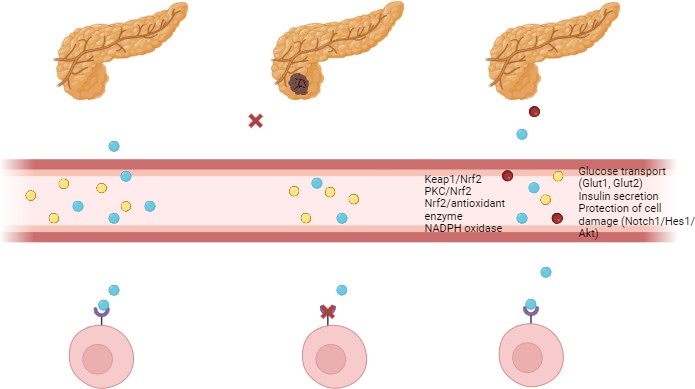 Keap1/Nrf2
PKC/Nrf2
Nrf2/antioxidant
enzyme
NADPH oxidase
Glucose transport
(Glut1, Glut2)
Insulin secretion
Protection of cell
damage (Notch1/Hes1/
Akt)